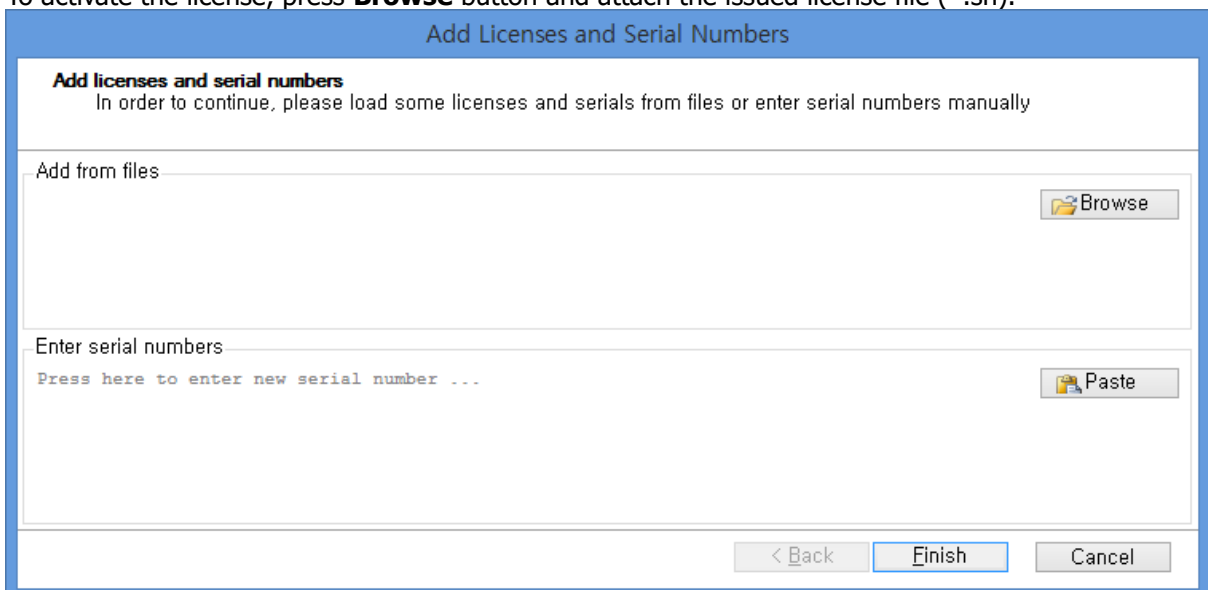 To activate the license, press Browse button and attach the issued license file (*.sn).
Add Licenses and Serial Numbers
Add licenses and serial numbers
In order to continue, please load some licenses and serials from files or enter serial numbers manually
Add from files
Browse
Enter serial numbers
Press here to enter new serial number ...
Paste
< Back
Finish
Cancel